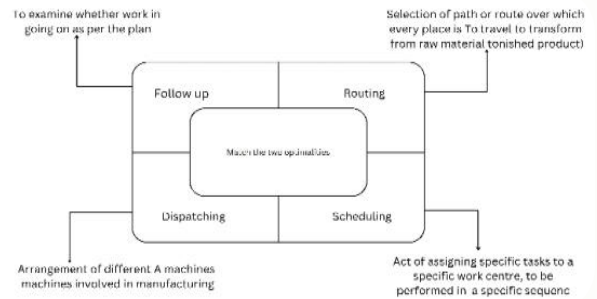 To examine whether work in
going on as per the plan
Selection of path or route over which
every place is To travel to transform
from raw material tonished product)
Follow up
Routing
Match the two optimalities
Dispatching
Scheduling
Arrangement of different A machines
machines involved in manufacturing
Act of assigning specific tasks to a
specific work centre, to be
performed in a specific sequenc